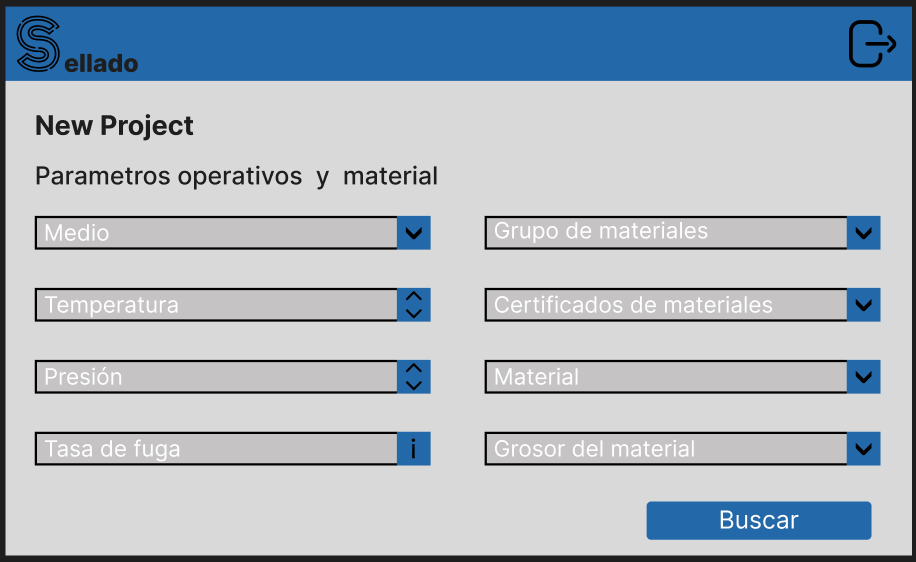 Sellado
New Project
Parametros operativos y material
Medio
Grupo de materiales
Temperatura
Certificados de materiales
Presión
Material
Tasa de fuga
i
Grosor del material
Buscar